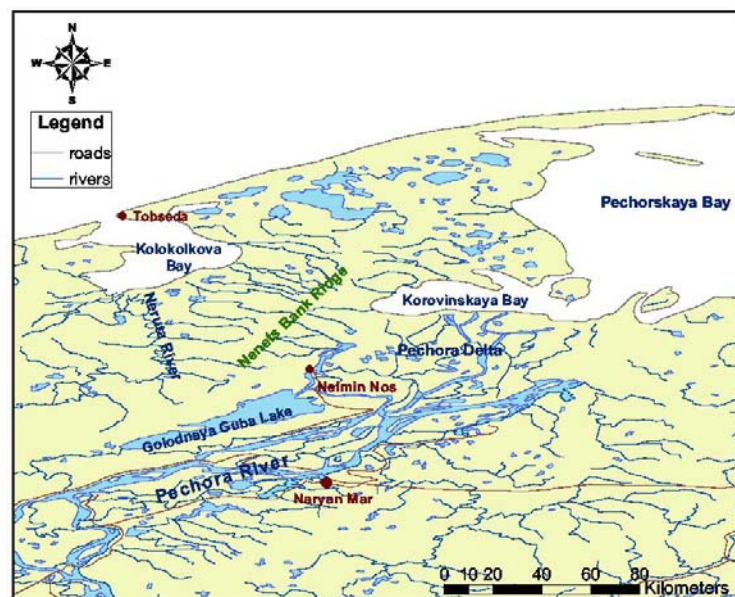 N
W E
S
Legend
roads
rivers
Tobseda
Kolokolkova
Bay
Pechorskaya Bay
Neruta River
Nenets Bank Ridge
Korovinskaya Bay
Pechora Delta
Nelmin Nos
Golodnaya Guba Lake
Pechora River
Naryan Mar
0 10 20 40 60 80
Kilometers